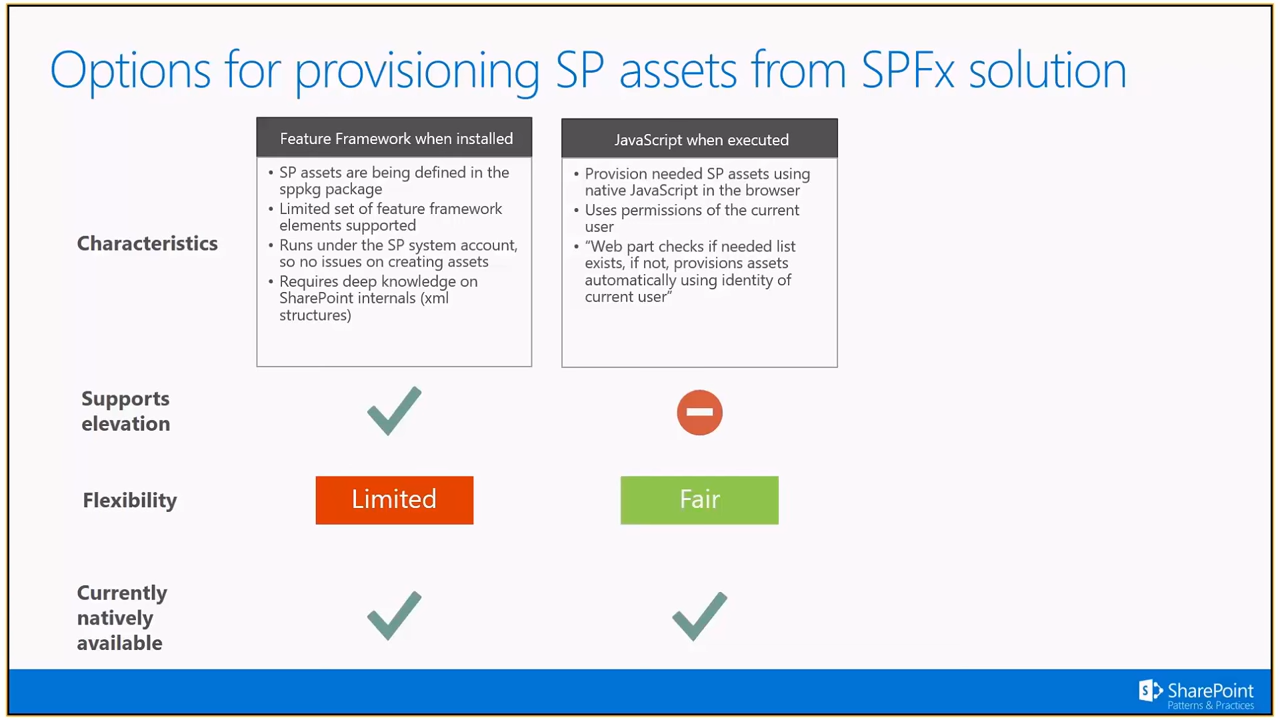 Options for provisioning SP assets from SPFx solution
Feature Framework when installed
JavaScript when executed
Characteristics
• SP assets are being defined in the
sppkg package
• Limited set of feature framework
elements supported
• Runs under the SP system account,
so no issues on creating assets
• Requires deep knowledge on
SharePoint internals (xml
structures)
• Provision needed SP assets using
native JavaScript in the browser
• Uses permissions of the current
user
• “Web part checks if needed list
exists, if not, provisions assets
automatically using identity of
current user”
Supports
elevation
Flexibility
Limited
Fair
Currently
natively
available
S
SharePoint
Patterns & Practices